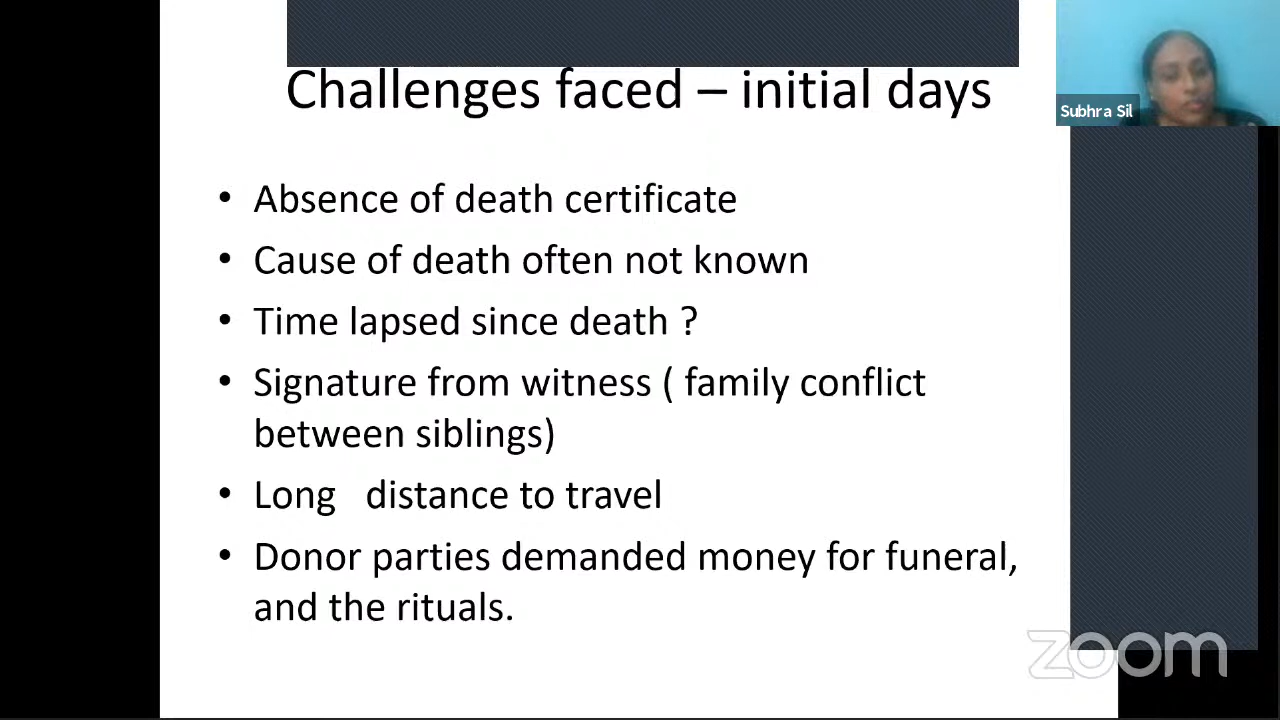 Challenges faced – initial days
Subhra Sil
• Absence of death certificate
• Cause of death often not known
• Time lapsed since death ?
• Signature from witness ( family conflict
between siblings)
• Long distance to travel
• Donor parties demanded money for funeral,
and the rituals.
zoom